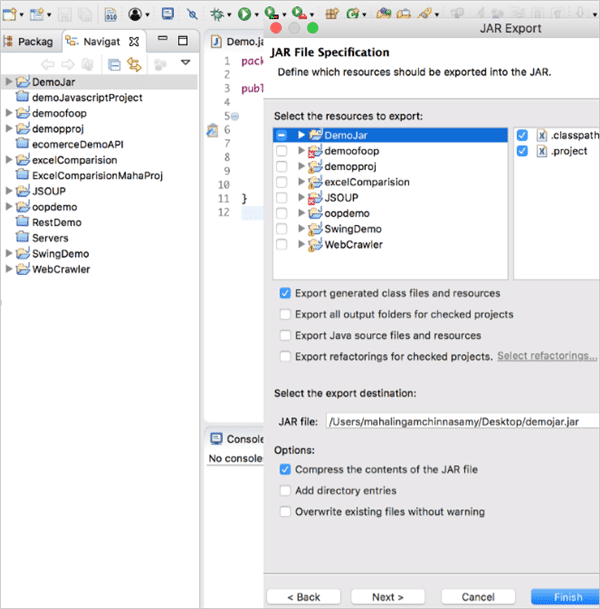 JAR Export
Packag
Navigat
Demo.ja
DemoJar
demoJavascriptProject
demoofoop
demopproj
ecomerceDemoAPI
excelComparision
ExcelComparisionMahaProj
JSOUP
oopdemo
RestDemo
Servers
SwingDemo
WebCrawler
1 pack
2
3 publ
4
5
6
7
8
9
10
11 }
12
Console
No consoles
JAR File Specification
Define which resources should be exported into the JAR.
Select the resources to export:
DemoJar
demoofoop
demopproj
excelComparision
JSOUP
oopdemo
SwingDemo
WebCrawler
.classpath
.project
Export generated class files and resources
Export all output folders for checked projects
Export Java source files and resources
Export refactorings for checked projects. Select refactorings...
Select the export destination:
JAR file: /Users/mahalingamchinnasamy/Desktop/demojar.jar
Options:
Compress the contents of the JAR file
Add directory entries
Overwrite existing files without warning
< Back Next > Cancel Finish